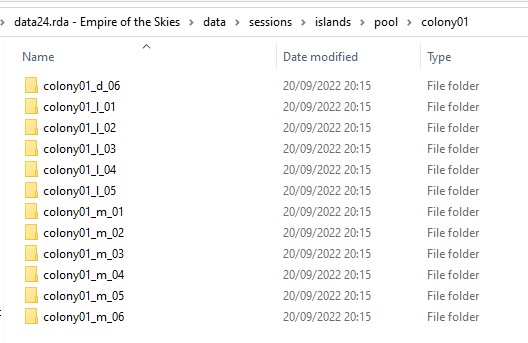 data24.rda - Empire of the Skies > data > sessions > islands > pool > colony01
Name Date modified Type
colony01_d_06 20/09/2022 20:15 File folder
colony01_l_01 20/09/2022 20:15 File folder
colony01_l_02 20/09/2022 20:15 File folder
colony01_l_03 20/09/2022 20:15 File folder
colony01_l_04 20/09/2022 20:15 File folder
colony01_l_05 20/09/2022 20:15 File folder
colony01_m_01 20/09/2022 20:15 File folder
colony01_m_02 20/09/2022 20:15 File folder
colony01_m_03 20/09/2022 20:15 File folder
colony01_m_04 20/09/2022 20:15 File folder
colony01_m_05 20/09/2022 20:15 File folder
colony01_m_06 20/09/2022 20:15 File folder